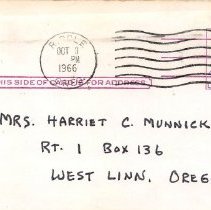 RIDDLE
OCT 3
PM
1966
THIS SIDE OF CARD IS FOR ADDRESS
MRS. HARRIET C. MUNNICK
RT. 1 BOX 136
WEST LINN, OREG